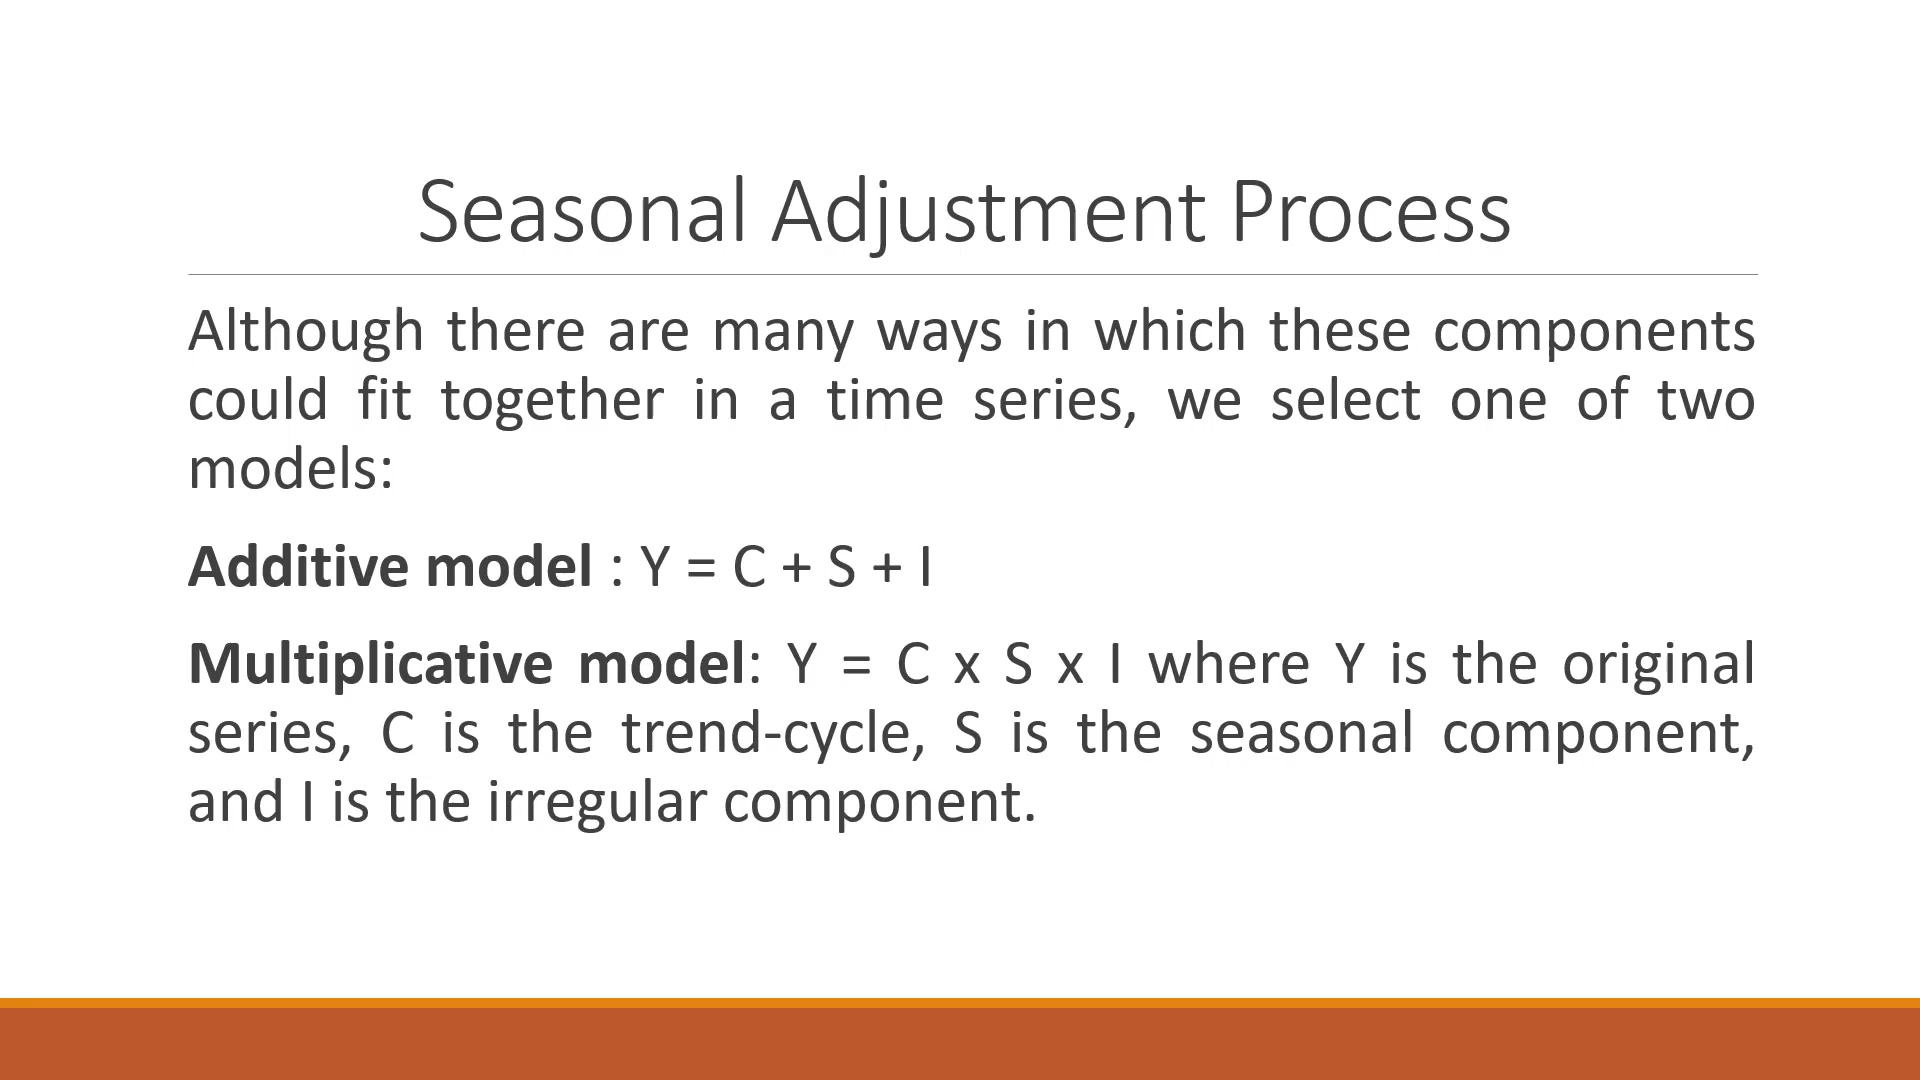 Seasonal Adjustment Process
Although there are many ways in which these components
could fit together in a time series, we select one of two
models:
Additive model : Y = C + S + I
Multiplicative model: Y = C x S x I where Y is the original
series, C is the trend-cycle, S is the seasonal component,
and I is the irregular component.